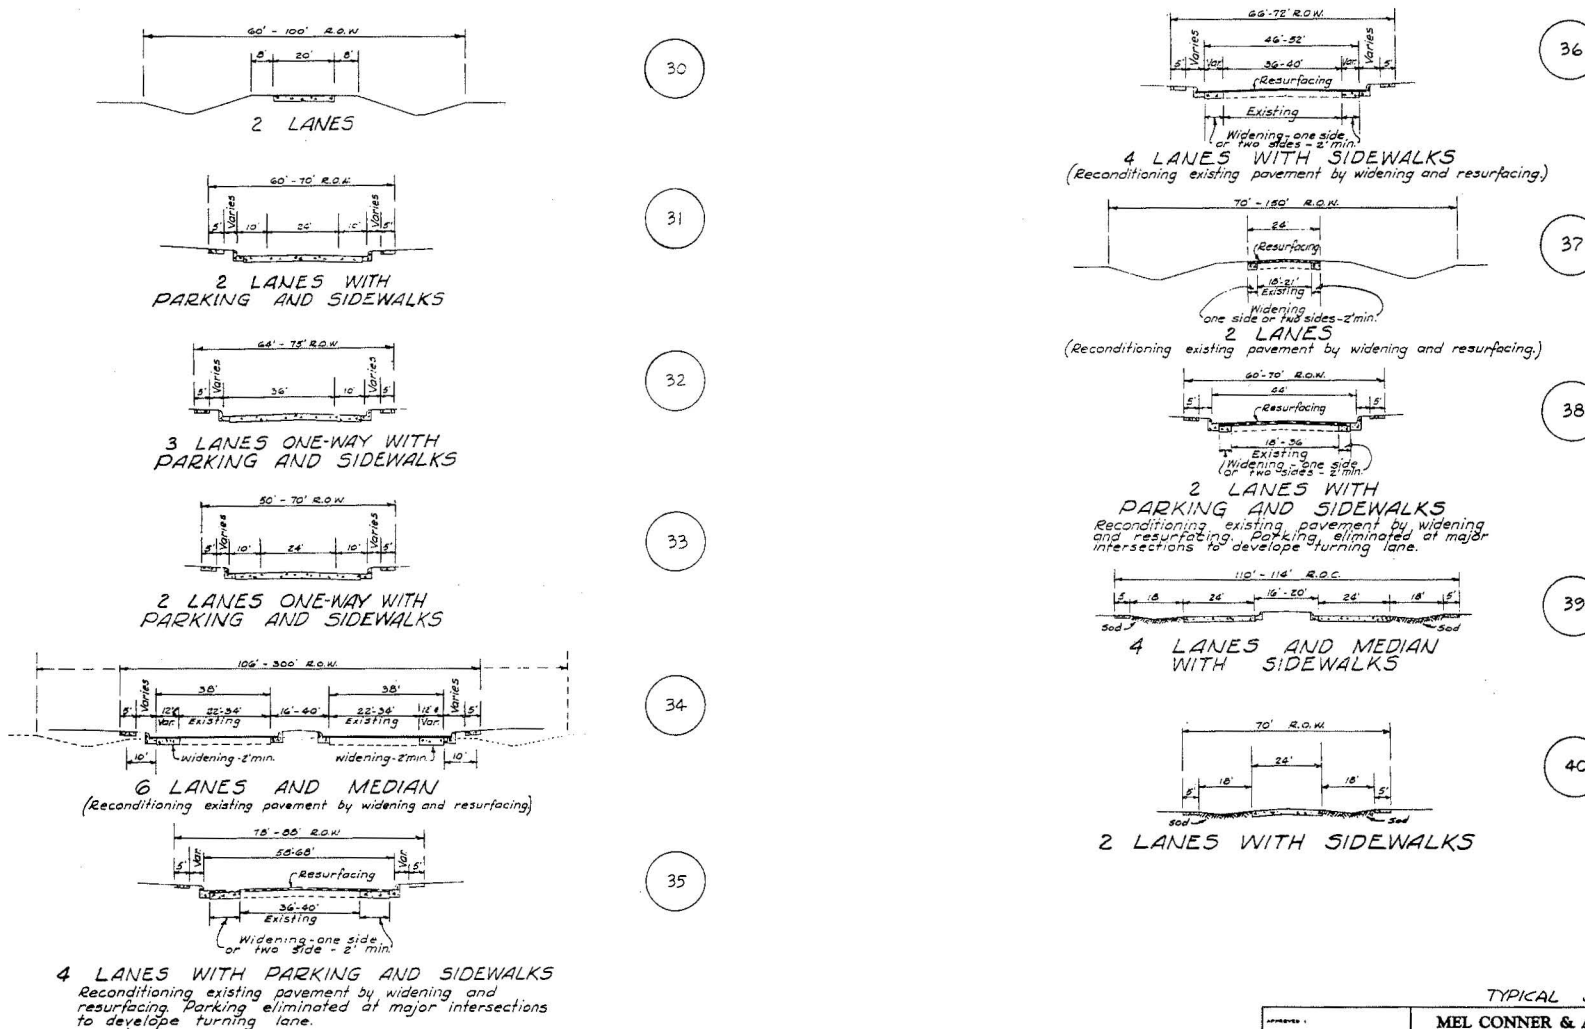 60' - 100' R.O.W.
8' 20' 8'
2 LANES
30
60' - 70' R.O.W.
5' Varies 10' 24' 10' Varies 5'
2 LANES WITH
PARKING AND SIDEWALKS
31
64' - 75' R.O.W.
5' Varies 36' 10' Varies 5'
3 LANES ONE-WAY WITH
PARKING AND SIDEWALKS
32
50' - 70' R.O.W.
5' Varies 10' 24' 10' Varies 5'
2 LANES ONE-WAY WITH
PARKING AND SIDEWALKS
33
106' - 300' R.O.W.
38' 38'
5' Varies 22'-34' 16'-40' 22'-34' Varies 5'
Var. Existing Existing Var.
10' widening-2'min. widening-2'min. 10'
6 LANES AND MEDIAN
(Reconditioning existing pavement by widening and resurfacing)
34
78' - 88' R.O.W.
58'-68'
5' Var. Var. 5'
Resurfacing
36'-40'
Existing
Widening-one side
or two side - 2' min.
4 LANES WITH PARKING AND SIDEWALKS
Reconditioning existing pavement by widening and
resurfacing. Parking eliminated at major intersections
to develope turning lane.
35
66'-72' R.O.W.
46'-52'
5' Varies Var. 36'-40' Var. Varies 5'
Resurfacing
Existing
Widening-one side
or two sides - 2' min.
4 LANES WITH SIDEWALKS
(Reconditioning existing pavement by widening and resurfacing.)
36
70' - 150' R.O.W.
24'
Resurfacing
18'-21'
Existing
Widening
one side or two sides-2'min.
2 LANES
(Reconditioning existing pavement by widening and resurfacing.)
37
60'-70' R.O.W.
44'
5' 5'
Resurfacing
18'-36'
Existing
Widening - one side
or two sides - 2' min.
2 LANES WITH
PARKING AND SIDEWALKS
Reconditioning existing pavement by widening
and resurfacing. Parking eliminated at major
intersections to develope turning lane.
38
110' - 114' R.O.C.
5 18 24' 16'-20' 24' 18' 5'
Sod Sod
4 LANES AND MEDIAN
WITH SIDEWALKS
39
70' R.O.W.
24'
5' 18' 18' 5'
Sod Sod
2 LANES WITH SIDEWALKS
40
TYPICAL
APPROVED :
MEL CONNER &